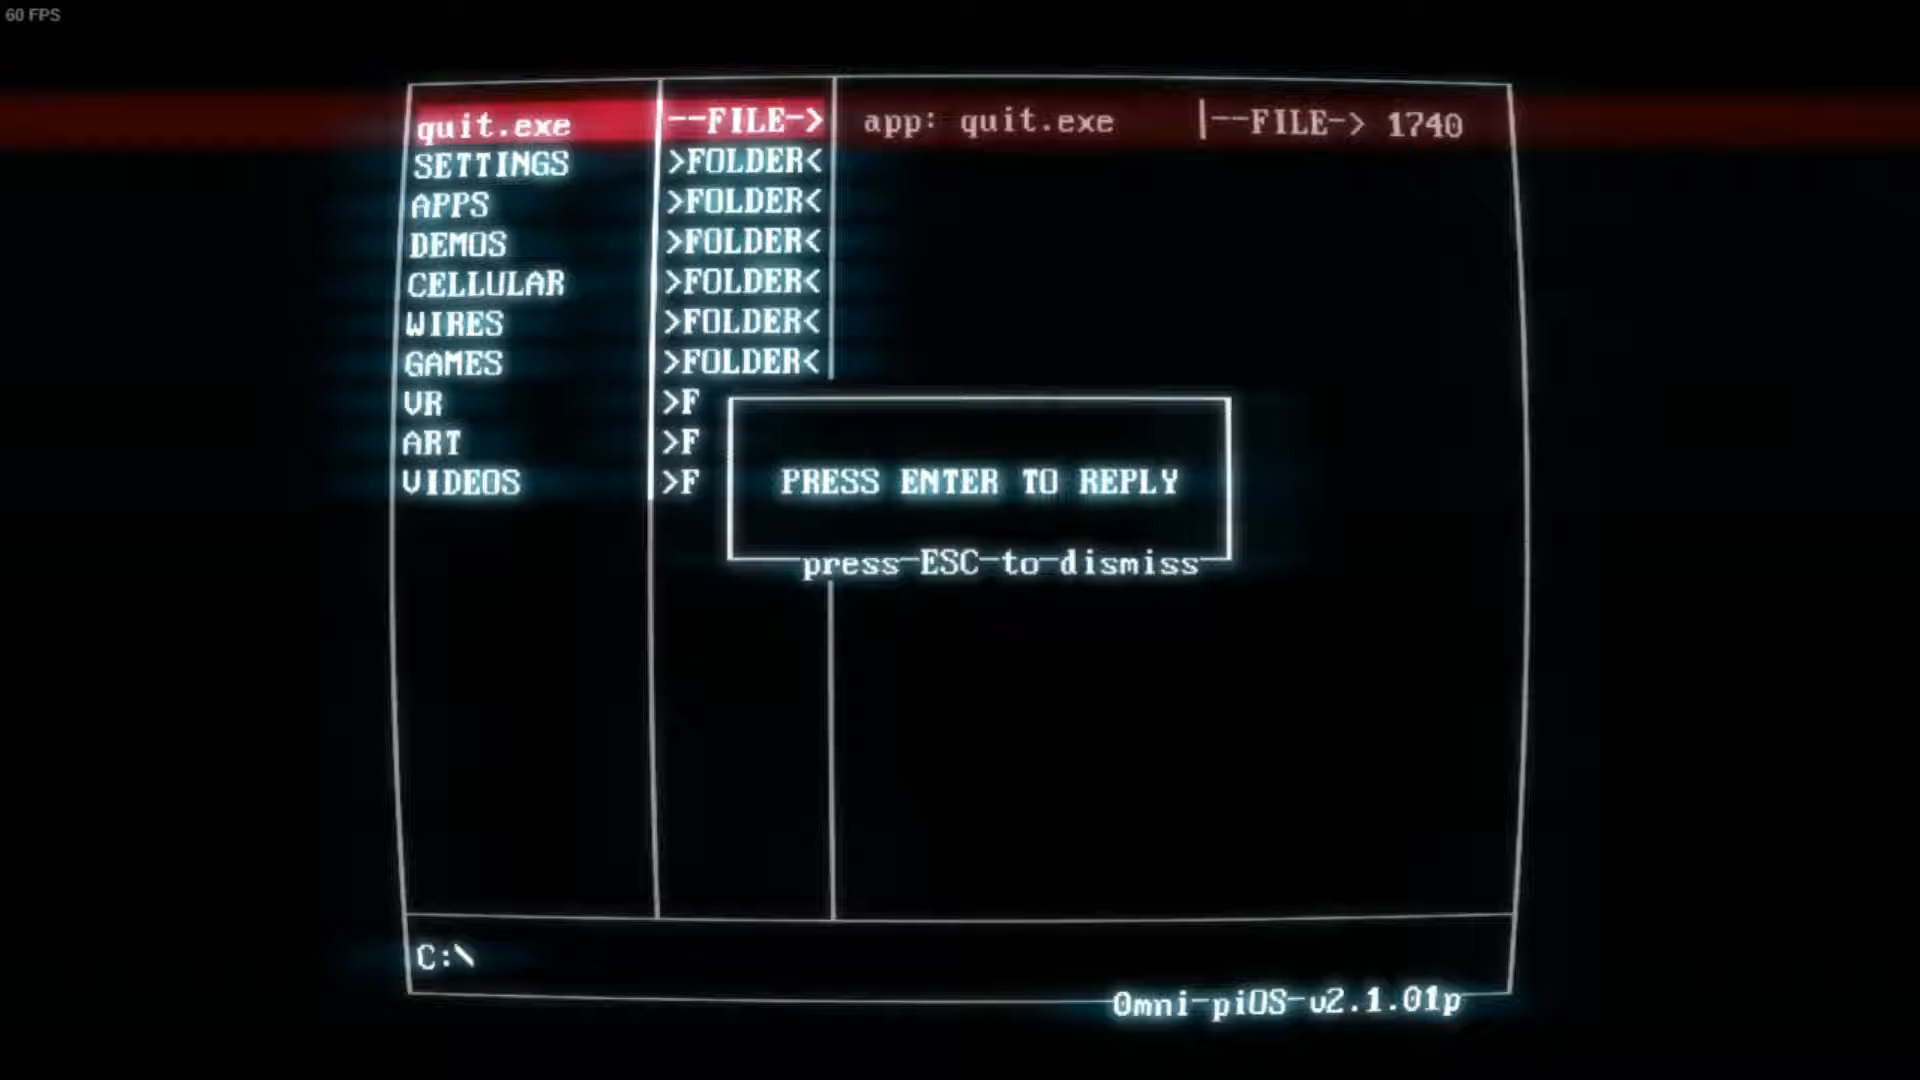 60 FPS
quit.exe --FILE-> app: quit.exe |--FILE-> 1740
SETTINGS >FOLDER<
APPS >FOLDER<
DEMOS >FOLDER<
CELLULAR >FOLDER<
WIRES >FOLDER<
GAMES >FOLDER<
VR >F
ART >F
VIDEOS >F
PRESS ENTER TO REPLY
press-ESC-to-dismiss
C:\
Omni-piOS-v2.1.01p